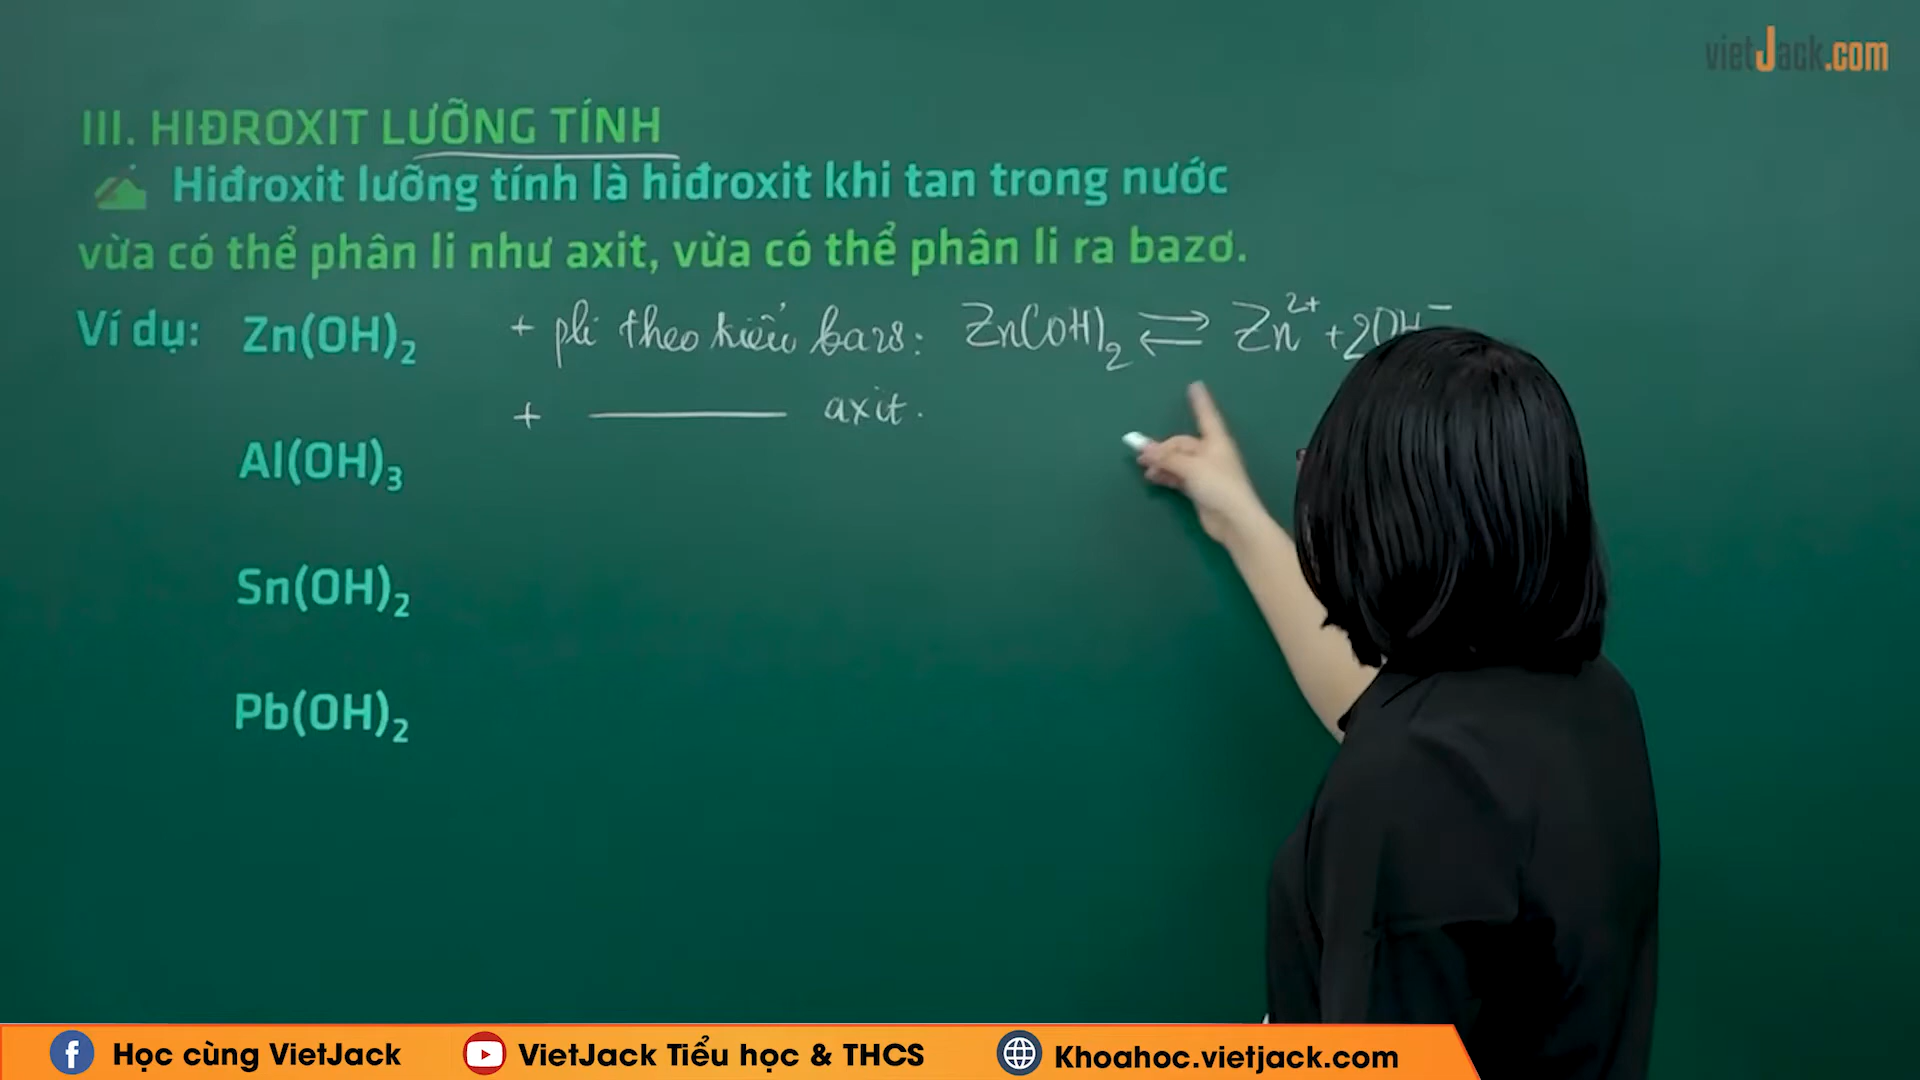 vietJack.com
III. HIĐROXIT LƯỠNG TÍNH
Hiđroxit lưỡng tính là hiđroxit khi tan trong nước
vừa có thể phân li như axit, vừa có thể phân li ra bazơ.
Ví dụ: Zn(OH)₂ + pli theo kiểu bazơ: Zn(OH)₂ ⇌ Zn²⁺ + 2OH⁻
+ ——— axit.
Al(OH)₃
Sn(OH)₂
Pb(OH)₂
Học cùng VietJack VietJack Tiểu học & THCS Khoahoc.vietjack.com